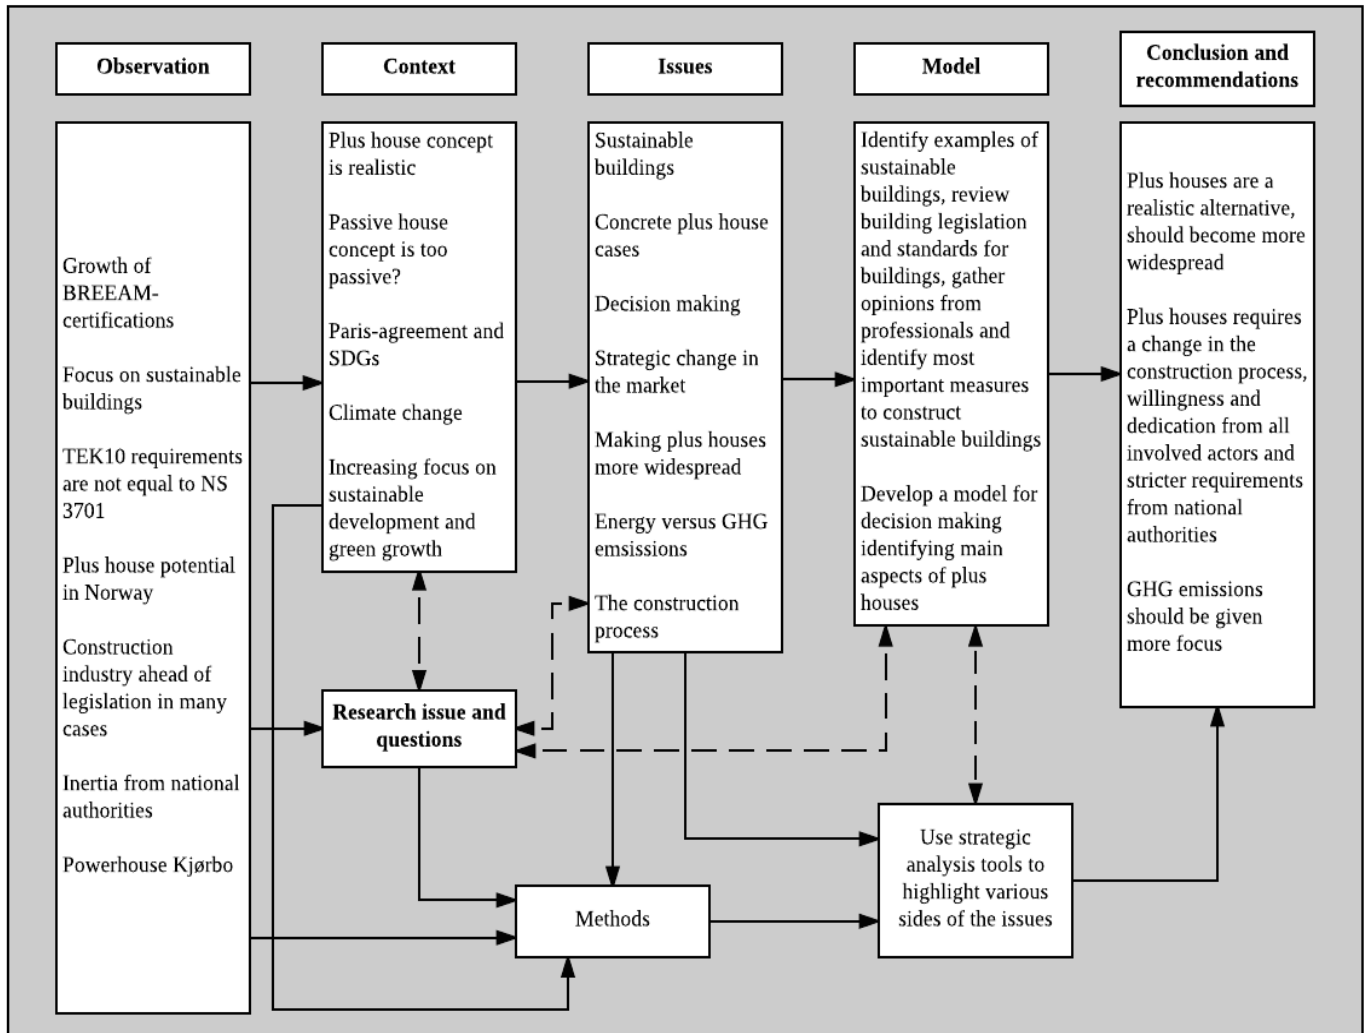 Observation
Context
Issues
Model
Conclusion and
recommendations
Growth of
BREEAM-
certifications
Focus on sustainable
buildings
TEK10 requirements
are not equal to NS
3701
Plus house potential
in Norway
Construction
industry ahead of
legislation in many
cases
Inertia from national
authorities
Powerhouse Kjørbo
Plus house concept
is realistic
Passive house
concept is too
passive?
Paris-agreement and
SDGs
Climate change
Increasing focus on
sustainable
development and
green growth
Research issue and
questions
Sustainable
buildings
Concrete plus house
cases
Decision making
Strategic change in
the market
Making plus houses
more widespread
Energy versus GHG
emsissions
The construction
process
Methods
Identify examples of
sustainable
buildings, review
building legislation
and standards for
buildings, gather
opinions from
professionals and
identify most
important measures
to construct
sustainable buildings
Develop a model for
decision making
identifying main
aspects of plus
houses
Use strategic
analysis tools to
highlight various
sides of the issues
Plus houses are a
realistic alternative,
should become more
widespread
Plus houses requires
a change in the
construction process,
willingness and
dedication from all
involved actors and
stricter requirements
from national
authorities
GHG emissions
should be given
more focus